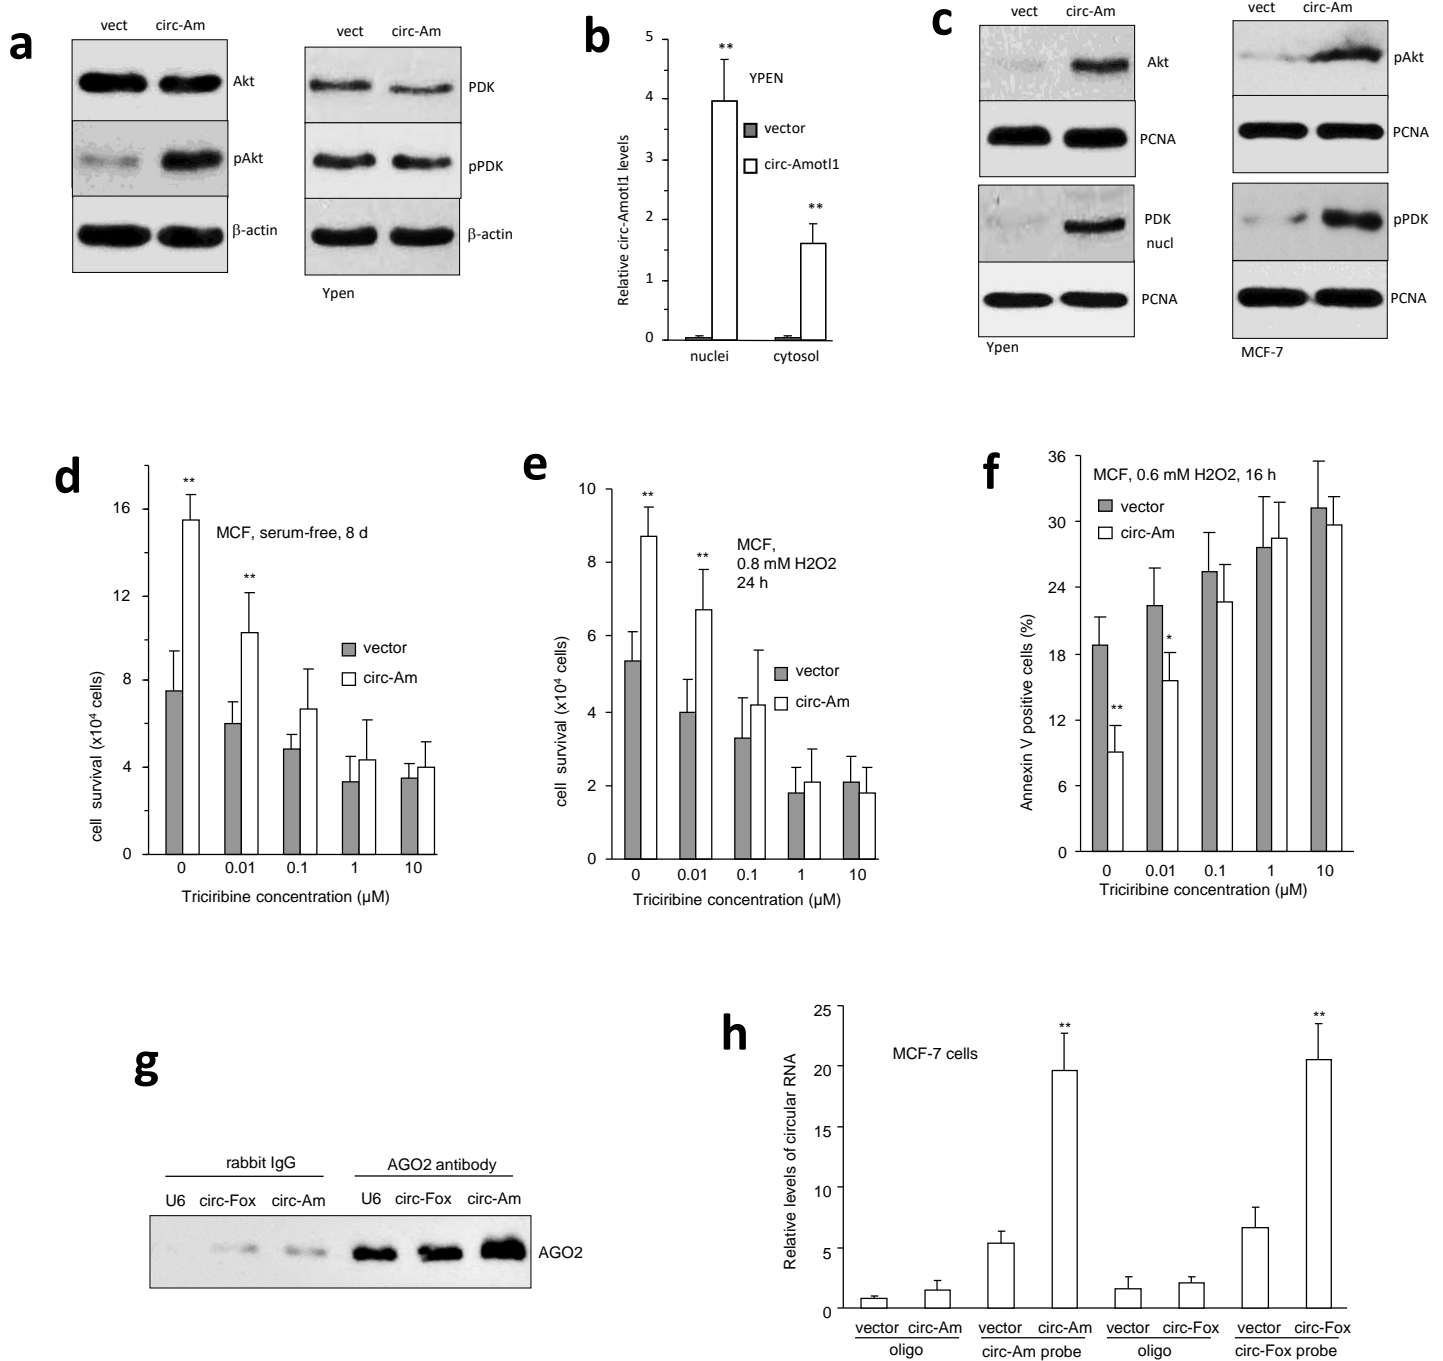 a
vect circ-Am
Akt
pAkt
β-actin
vect circ-Am
PDK
pPDK
β-actin
Ypen
b
Relative circ-Amotl1 levels
5
4
3
2
1
0
**
YPEN
vector
circ-Amotl1
**
nuclei cytosol
c
vect circ-Am
Akt
PCNA
PDK
nucl
PCNA
Ypen
vect circ-Am
pAkt
PCNA
pPDK
PCNA
MCF-7
d
cell survival (x10⁴ cells)
16
12
8
4
0
**
**
MCF, serum-free, 8 d
vector
circ-Am
0 0.01 0.1 1 10
Triciribine concentration (µM)
e
cell survival (x10⁴ cells)
10
8
6
4
2
0
**
**
MCF,
0.8 mM H2O2
24 h
vector
circ-Am
0 0.01 0.1 1 10
Triciribine concentration (µM)
f
Annexin V positive cells (%)
36
30
24
18
12
6
0
MCF, 0.6 mM H2O2, 16 h
vector
circ-Am
**
*
0 0.01 0.1 1 10
Triciribine concentration (µM)
g
rabbit IgG AGO2 antibody
U6 circ-Fox circ-Am U6 circ-Fox circ-Am
AGO2
h
Relative levels of circular RNA
25
20
15
10
5
0
MCF-7 cells
**
**
vector circ-Am vector circ-Am vector circ-Fox vector circ-Fox
oligo circ-Am probe oligo circ-Fox probe